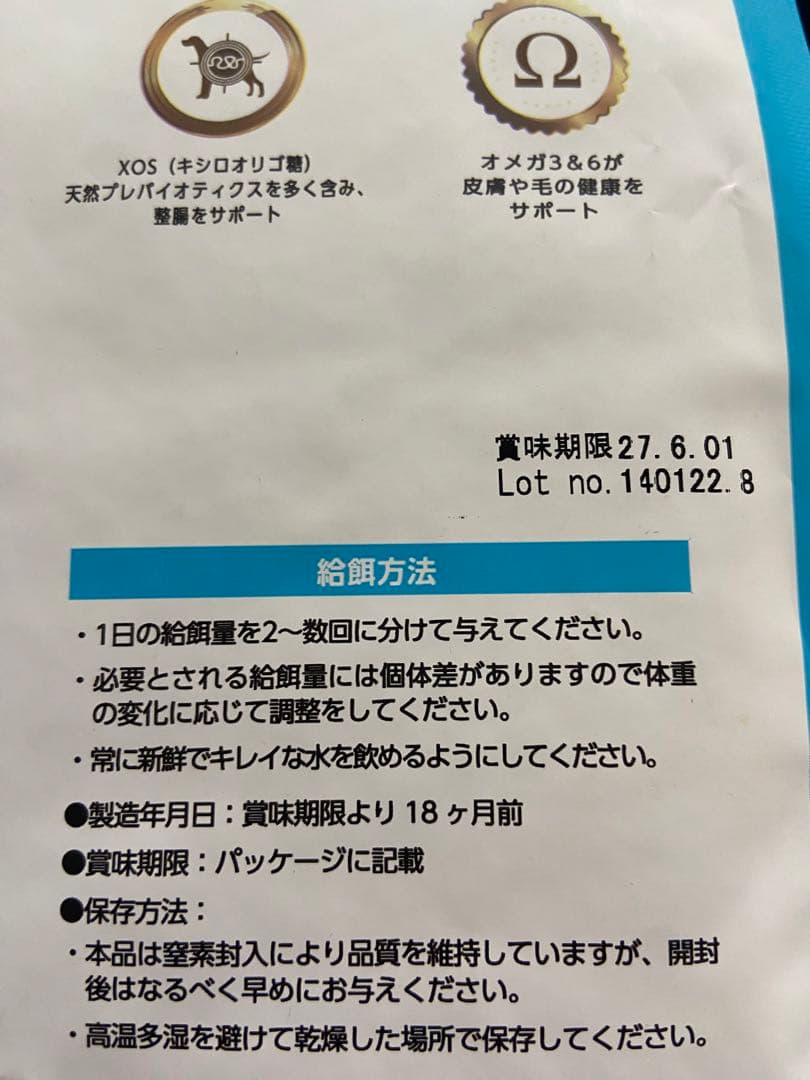 Ω
XOS（キシロオリゴ糖）
天然プレバイオティクスを多く含み、
整腸をサポート
オメガ3＆6が
皮膚や毛の健康を
サポート
賞味期限27.6.01
Lot no.140122.8
給餌方法
・1日の給餌量を2〜数回に分けて与えてください。
・必要とされる給餌量には個体差がありますので体重
の変化に応じて調整をしてください。
・常に新鮮でキレイな水を飲めるようにしてください。
●製造年月日：賞味期限より 18 ヶ月前
●賞味期限：パッケージに記載
●保存方法：
・本品は窒素封入により品質を維持していますが、開封
後はなるべく早めにお与えください。
・高温多湿を避けて乾燥した場所で保存してください。